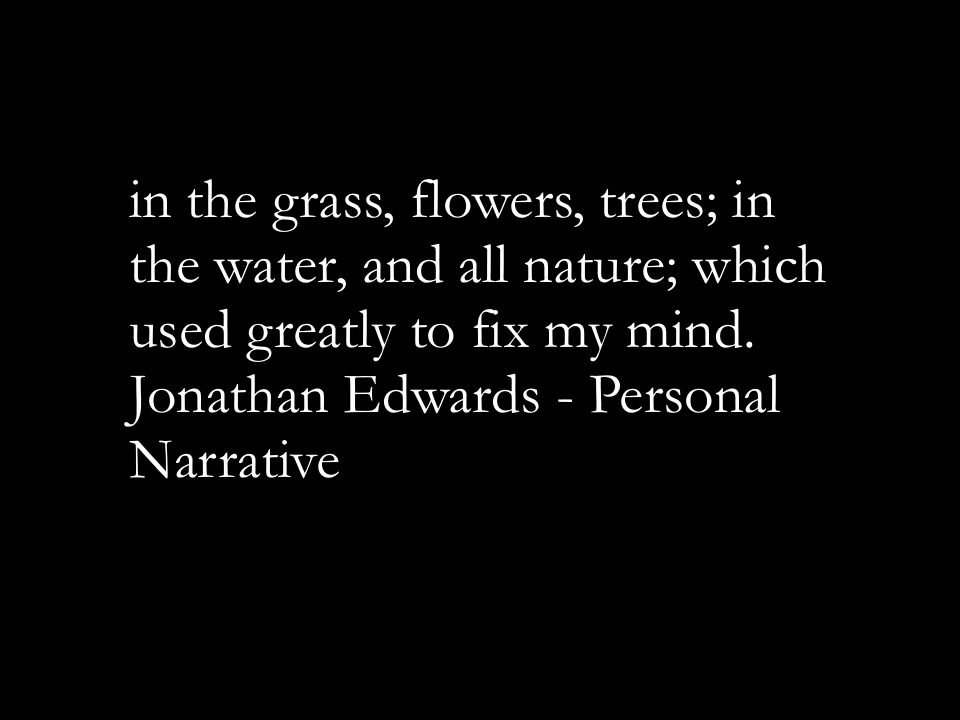 in the grass, flowers, trees; in
the water, and all nature; which
used greatly to fix my mind.
Jonathan Edwards - Personal
Narrative